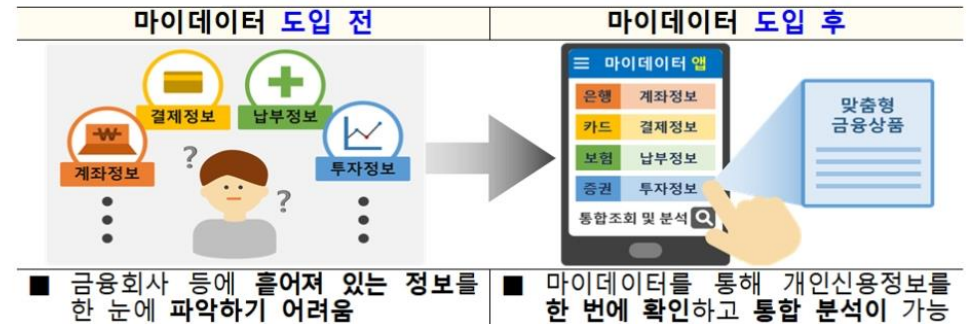 마이데이터 도입 전
마이데이터 도입 후
결제정보
납부정보
계좌정보
투자정보
?
?
마이데이터 앱
은행 계좌정보
카드 결제정보
보험 납부정보
증권 투자정보
통합조회 및 분석
맞춤형
금융상품
■ 금융회사 등에 흩어져 있는 정보를
한 눈에 파악하기 어려움
■ 마이데이터를 통해 개인신용정보를
한 번에 확인하고 통합 분석이 가능